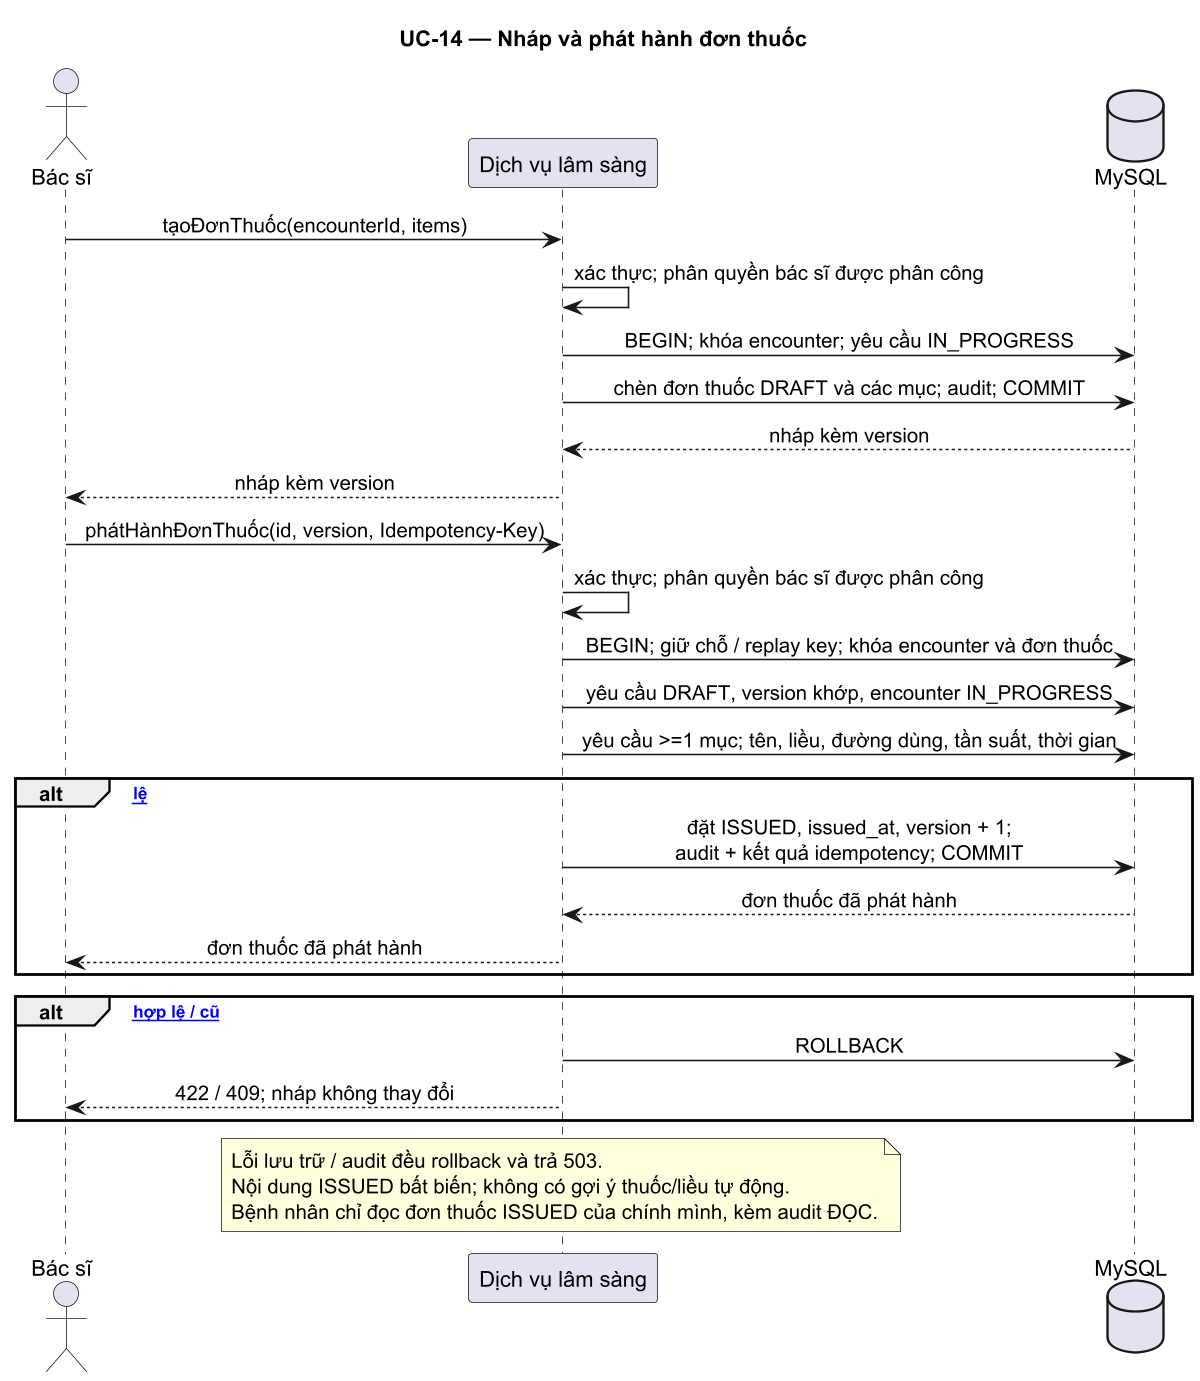 UC-14 — Nháp và phát hành đơn thuốc
Bác sĩ
Dịch vụ lâm sàng
MySQL
tạoĐơnThuốc(encounterId, items)
xác thực; phân quyền bác sĩ được phân công
BEGIN; khóa encounter; yêu cầu IN_PROGRESS
chèn đơn thuốc DRAFT và các mục; audit; COMMIT
nháp kèm version
nháp kèm version
phátHànhĐơnThuốc(id, version, Idempotency-Key)
xác thực; phân quyền bác sĩ được phân công
BEGIN; giữ chỗ / replay key; khóa encounter và đơn thuốc
yêu cầu DRAFT, version khớp, encounter IN_PROGRESS
yêu cầu >=1 mục; tên, liều, đường dùng, tần suất, thời gian
alt lệ
đặt ISSUED, issued_at, version + 1;
audit + kết quả idempotency; COMMIT
đơn thuốc đã phát hành
đơn thuốc đã phát hành
alt hợp lệ / cũ
ROLLBACK
422 / 409; nháp không thay đổi
Lỗi lưu trữ / audit đều rollback và trả 503.
Nội dung ISSUED bất biến; không có gợi ý thuốc/liều tự động.
Bệnh nhân chỉ đọc đơn thuốc ISSUED của chính mình, kèm audit ĐỌC.
Bác sĩ
Dịch vụ lâm sàng
MySQL